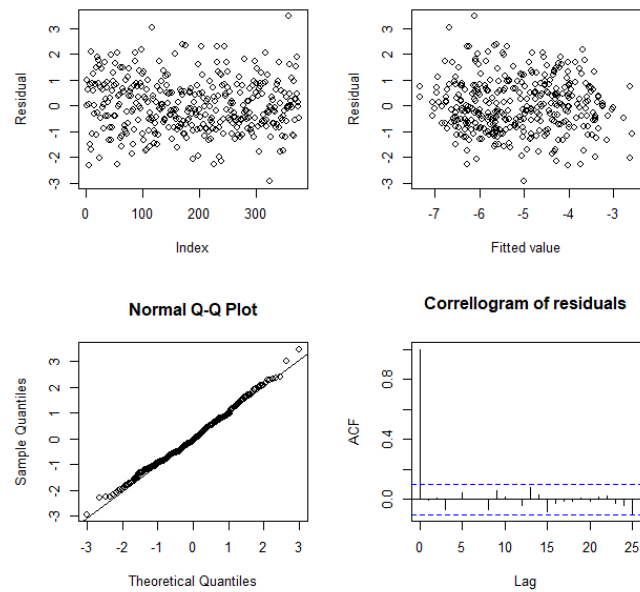 Residual
3
2
1
0
-1
-2
-3
0 100 200 300
Index
Residual
3
2
1
0
-1
-2
-3
-7 -6 -5 -4 -3
Fitted value
Normal Q-Q Plot
Sample Quantiles
3
2
1
0
-1
-2
-3
-3 -2 -1 0 1 2 3
Theoretical Quantiles
Correllogram of residuals
ACF
0.8
0.4
0.0
0 5 10 15 20 25
Lag